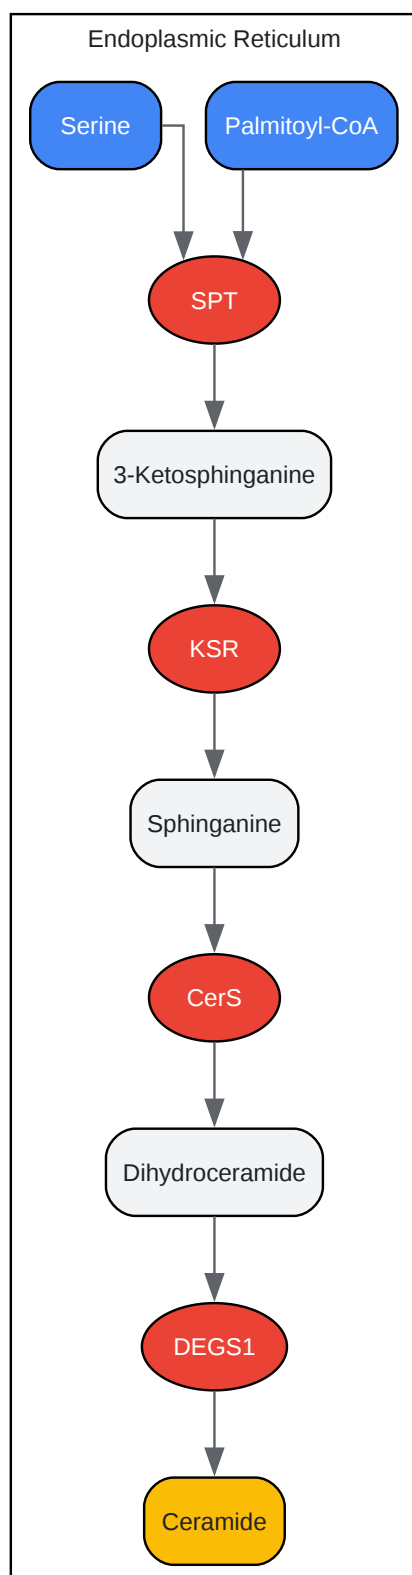 Endoplasmic Reticulum
Serine
Palmitoyl-CoA
SPT
3-Ketosphinganine
KSR
Sphinganine
CerS
Dihydroceramide
DEGS1
Ceramide